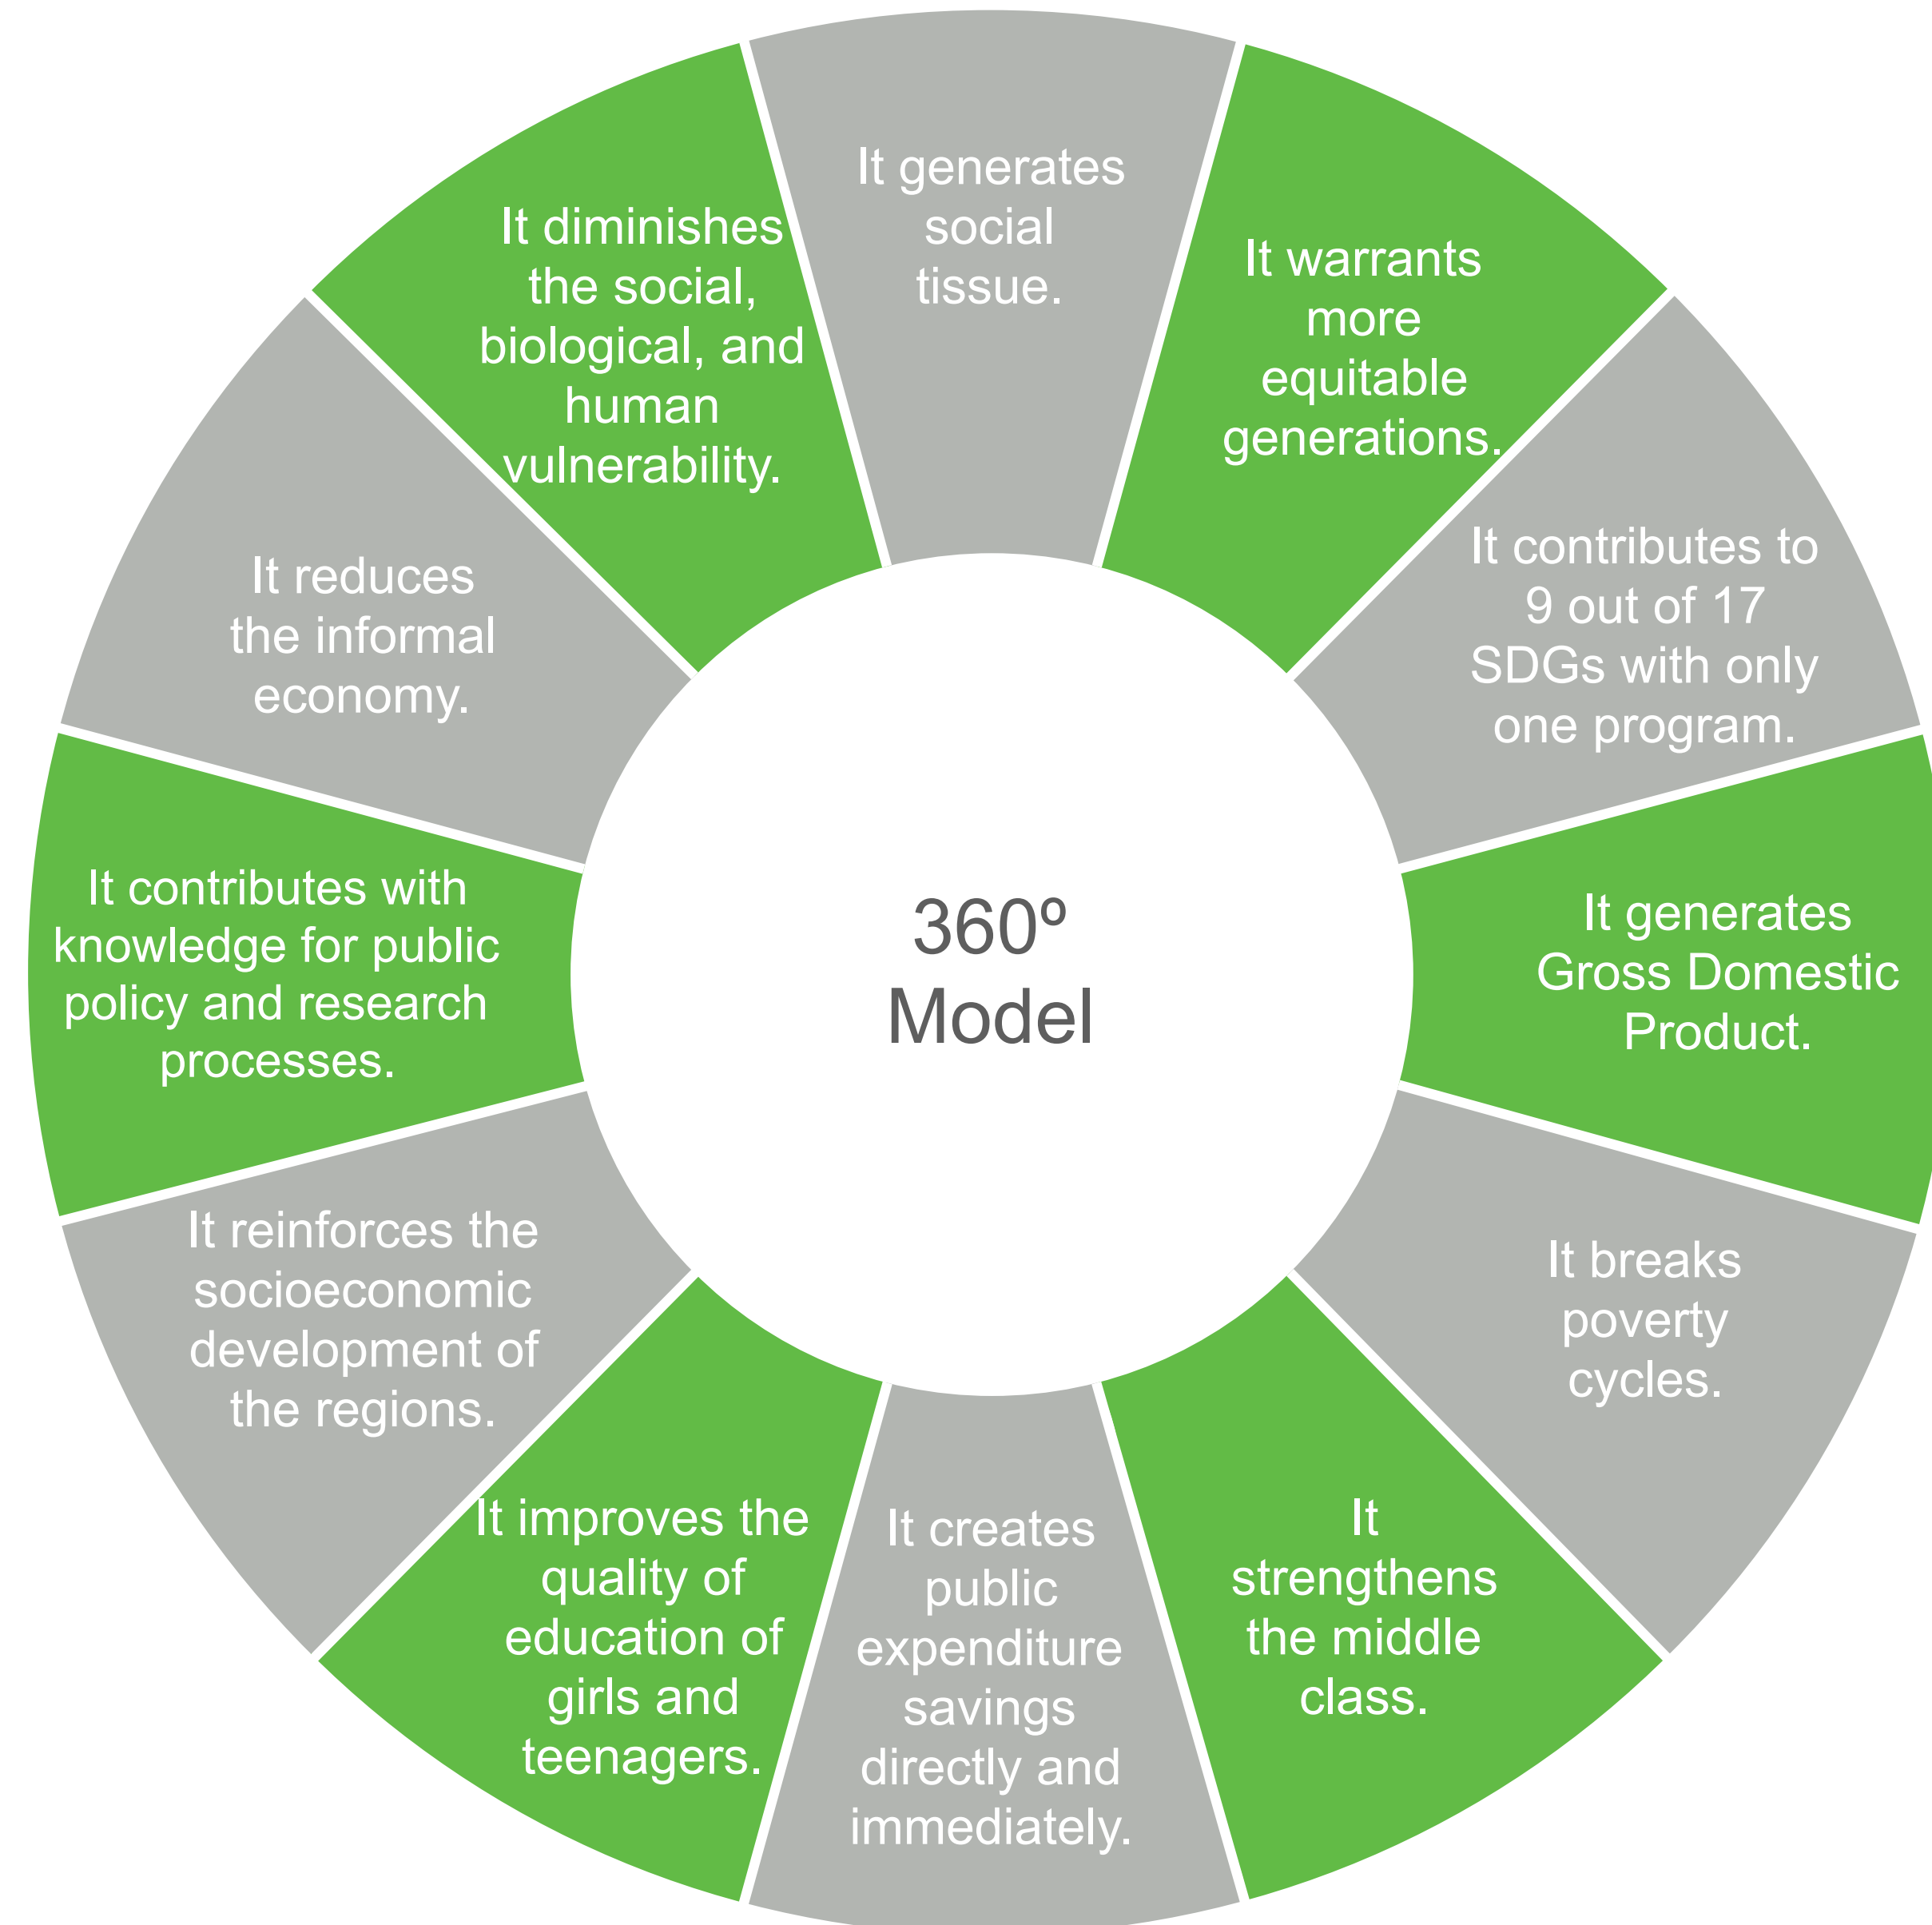 It generates
social
tissue.
It warrants
more
equitable
generations.
It contributes to
9 out of 17
SDGs with only
one program.
It generates
Gross Domestic
Product.
It breaks
poverty
cycles.
It
strengthens
the middle
class.
It creates
public
expenditure
savings
directly and
immediately.
It improves the
quality of
education of
girls and
teenagers.
It reinforces the
socioeconomic
development of
the regions.
It contributes with
knowledge for public
policy and research
processes.
It reduces
the informal
economy.
It diminishes
the social,
biological, and
human
vulnerability.
360º
Model